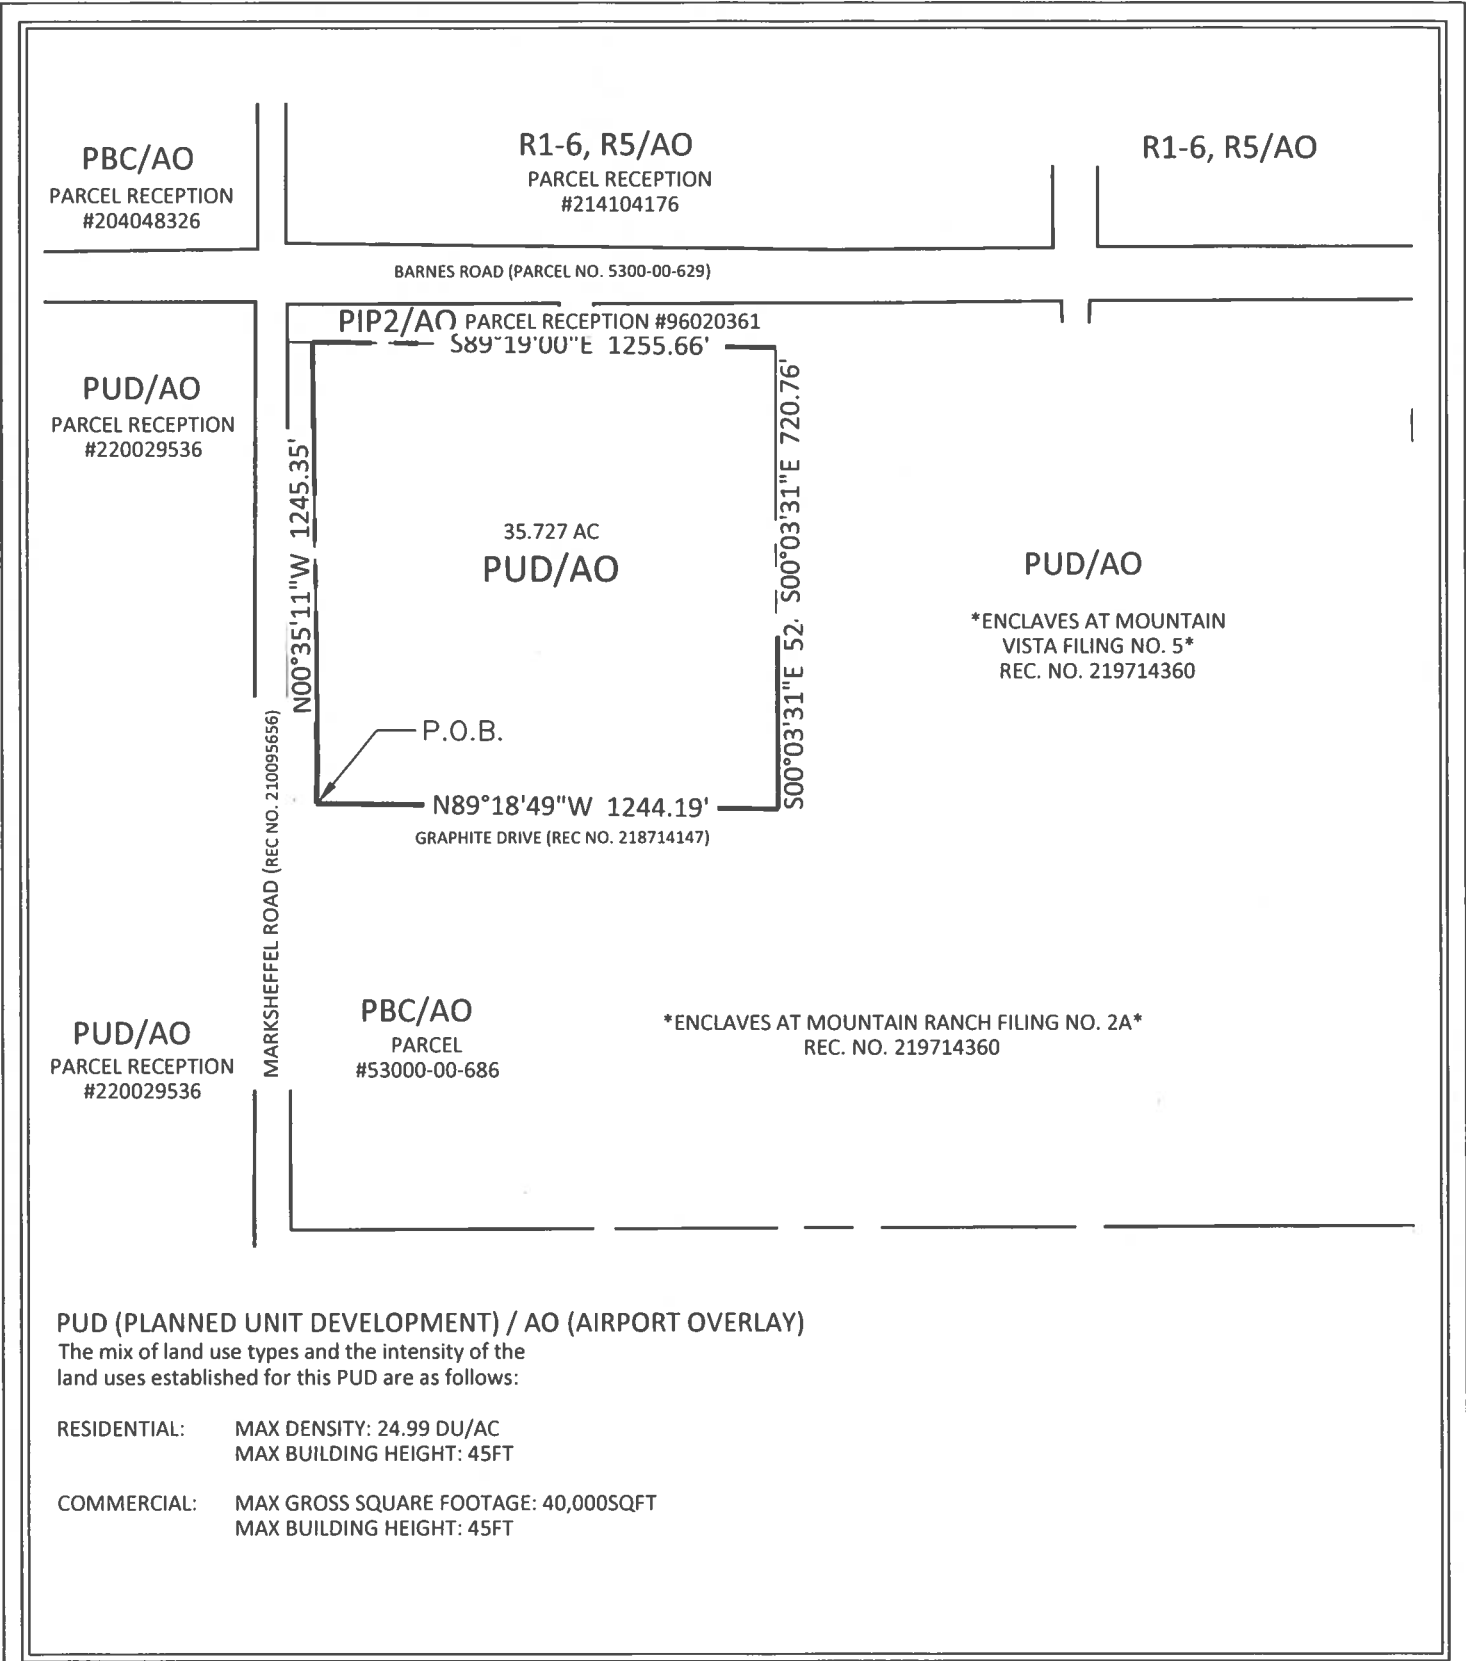 PBC/AO
PARCEL RECEPTION
#204048326
R1-6, R5/AO
PARCEL RECEPTION
#214104176
R1-6, R5/AO
BARNES ROAD (PARCEL NO. 5300-00-629)
PIP2/AO PARCEL RECEPTION #96020361
S89°19'00"E 1255.66'
PUD/AO
PARCEL RECEPTION
#220029536
N00°35'11"W 1245.35'
S00°03'31"E 720.76'
35.727 AC
PUD/AO
PUD/AO
*ENCLAVES AT MOUNTAIN
VISTA FILING NO. 5*
REC. NO. 219714360
S00°03'31"E 52
P.O.B.
N89°18'49"W 1244.19'
GRAPHITE DRIVE (REC NO. 218714147)
MARKSHEFFEL ROAD (REC NO. 210095656)
PUD/AO
PARCEL RECEPTION
#220029536
PBC/AO
PARCEL
#53000-00-686
*ENCLAVES AT MOUNTAIN RANCH FILING NO. 2A*
REC. NO. 219714360
PUD (PLANNED UNIT DEVELOPMENT) / AO (AIRPORT OVERLAY)
The mix of land use types and the intensity of the
land uses established for this PUD are as follows:
RESIDENTIAL: MAX DENSITY: 24.99 DU/AC
MAX BUILDING HEIGHT: 45FT
COMMERCIAL: MAX GROSS SQUARE FOOTAGE: 40,000SQFT
MAX BUILDING HEIGHT: 45FT